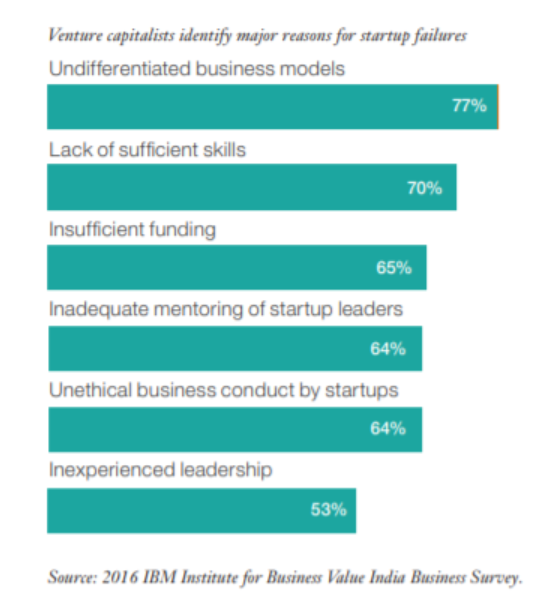 Venture capitalists identify major reasons for startup failures
Undifferentiated business models
77%
Lack of sufficient skills
70%
Insufficient funding
65%
Inadequate mentoring of startup leaders
64%
Unethical business conduct by startups
64%
Inexperienced leadership
53%
Source: 2016 IBM Institute for Business Value India Business Survey.